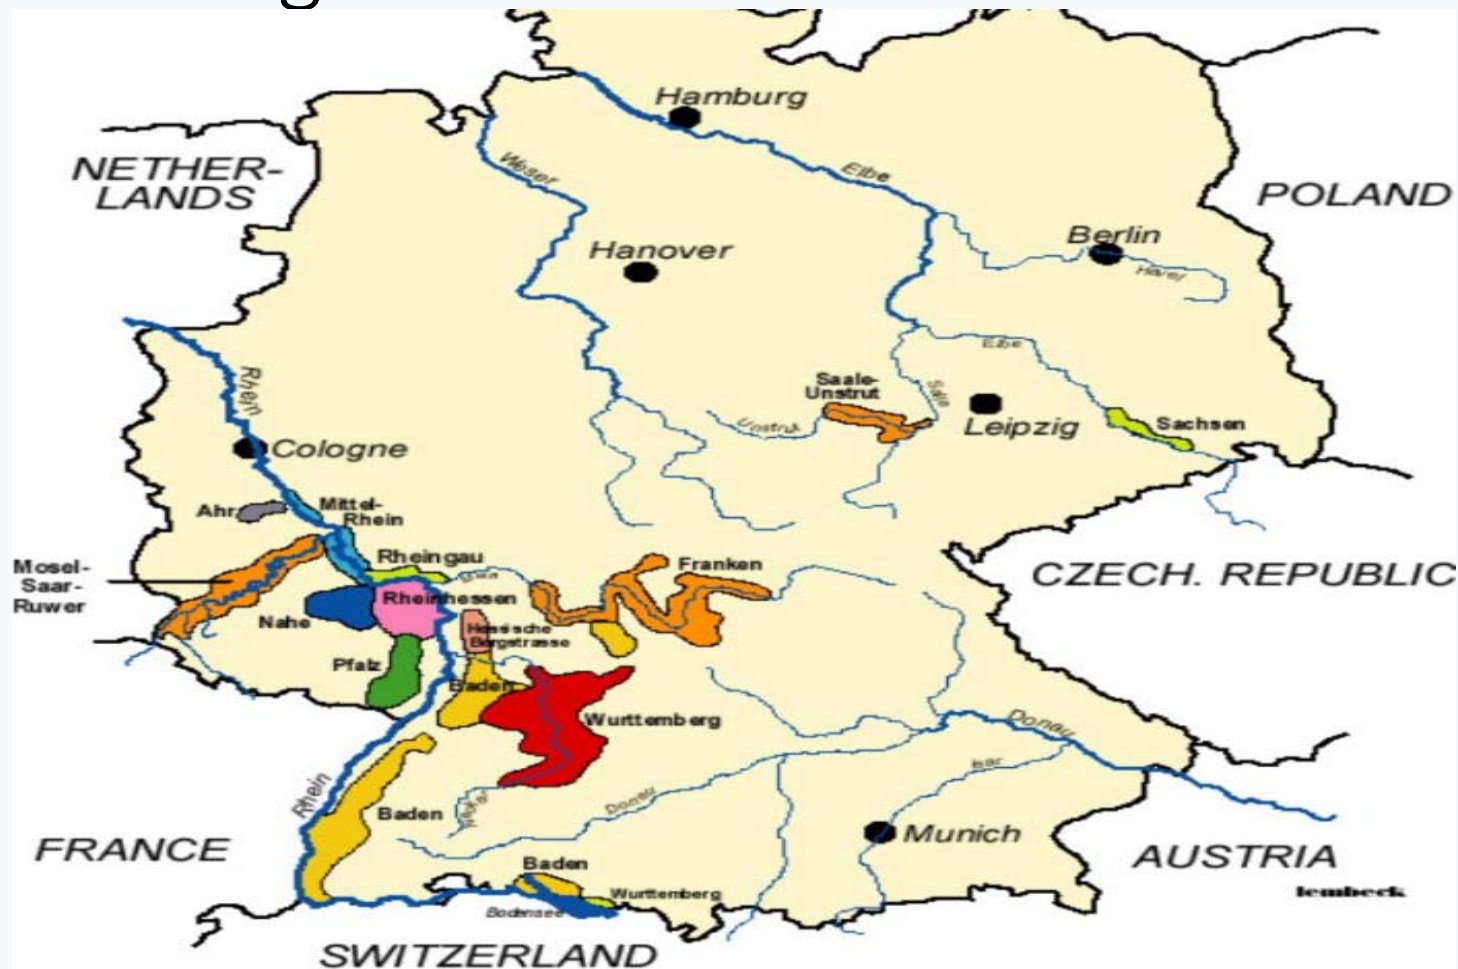 Hamburg
NETHER-
LANDS
Weser
Elbe
POLAND
Hanover
Berlin
Havel
Rhein
Elbe
Saale-
Unstrut
Saale
Unstrut
Leipzig
Sachsen
Cologne
Ahr
Mittel-
Rhein
Mosel-
Saar-
Ruwer
Rheingau
Franken
CZECH. REPUBLIC
Rheinhessen
Nahe
Hessische
Bergstrasse
Pfalz
Baden
Wurttemberg
Donau
Isar
Rhein
Donau
Baden
FRANCE
Munich
AUSTRIA
Baden
Wurttemberg
lembeck
Bodensee
SWITZERLAND